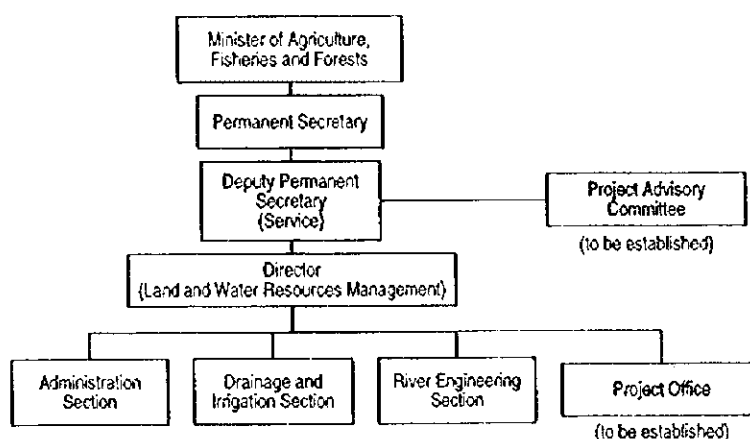 Minister of Agriculture,
Fisheries and Forests
Permanent Secretary
Deputy Permanent
Secretary
(Service)
Project Advisory
Committee
(to be established)
Director
(Land and Water Resources Management)
Administration
Section
Drainage and
Irrigation Section
River Engineering
Section
Project Office
(to be established)